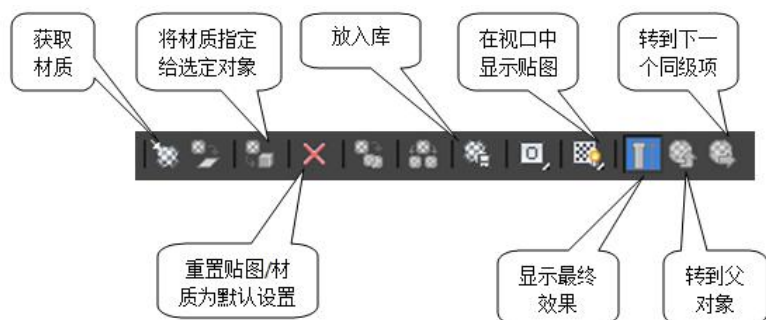 获取
材质
将材质指定
给选定对象
放入库
在视口中
显示贴图
转到下一
个同级项
重置贴图/材
质为默认设置
显示最终
效果
转到父
对象